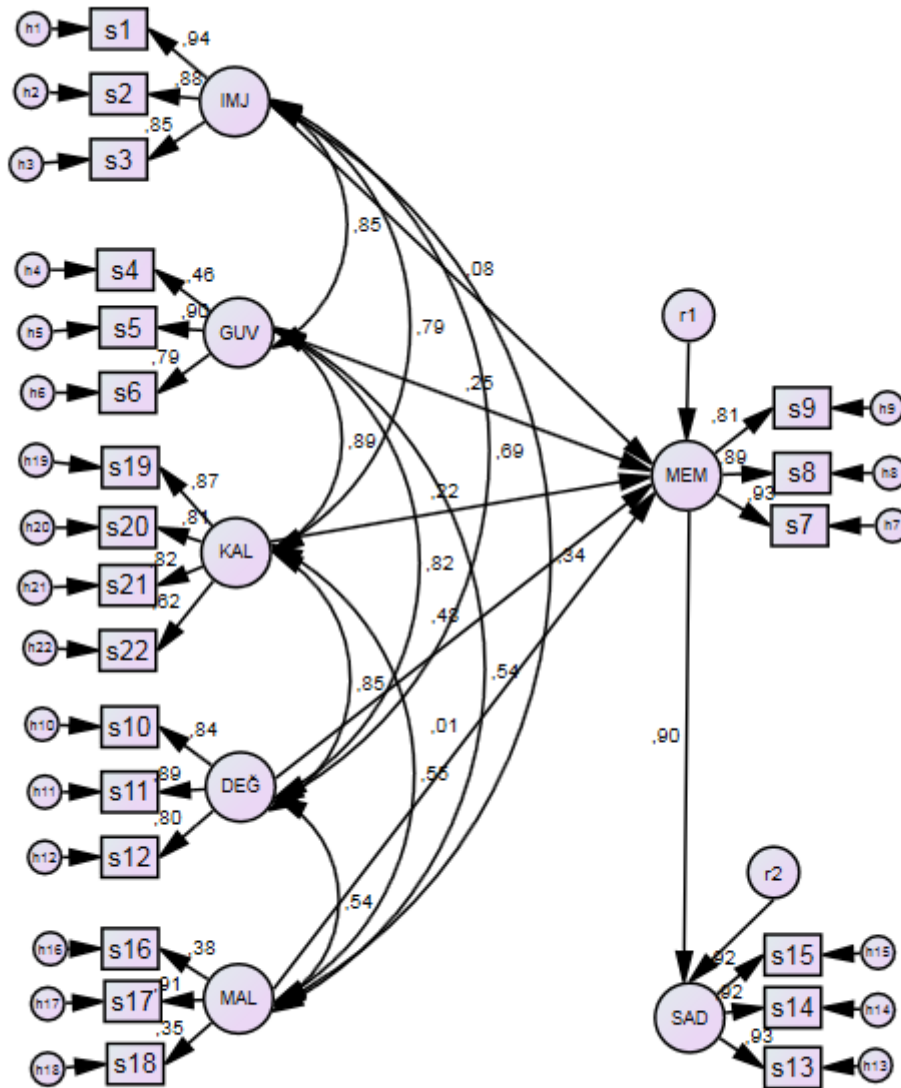 h1
s1
,94
h2
s2
,88
IMJ
h3
s3
,85
,85
,08
h4
s4
,46
h5
s5
,90
GUV
,79
r1
h6
s6
,79
,25
,81
s9
h9
h19
s19
,87
,89
,69
MEM
,89
s8
h8
h20
s20
,81
,22
,93
s7
h7
KAL
h21
s21
,82
,82
,34
,62
h22
s22
,48
,85
,54
h10
s10
,84
,01
,90
h11
s11
,89
DEĞ
,55
h12
s12
,80
r2
,54
h16
s16
,38
,92
s15
h15
h17
s17
,91
MAL
,92
s14
h14
SAD
,35
,93
h18
s18
s13
h13